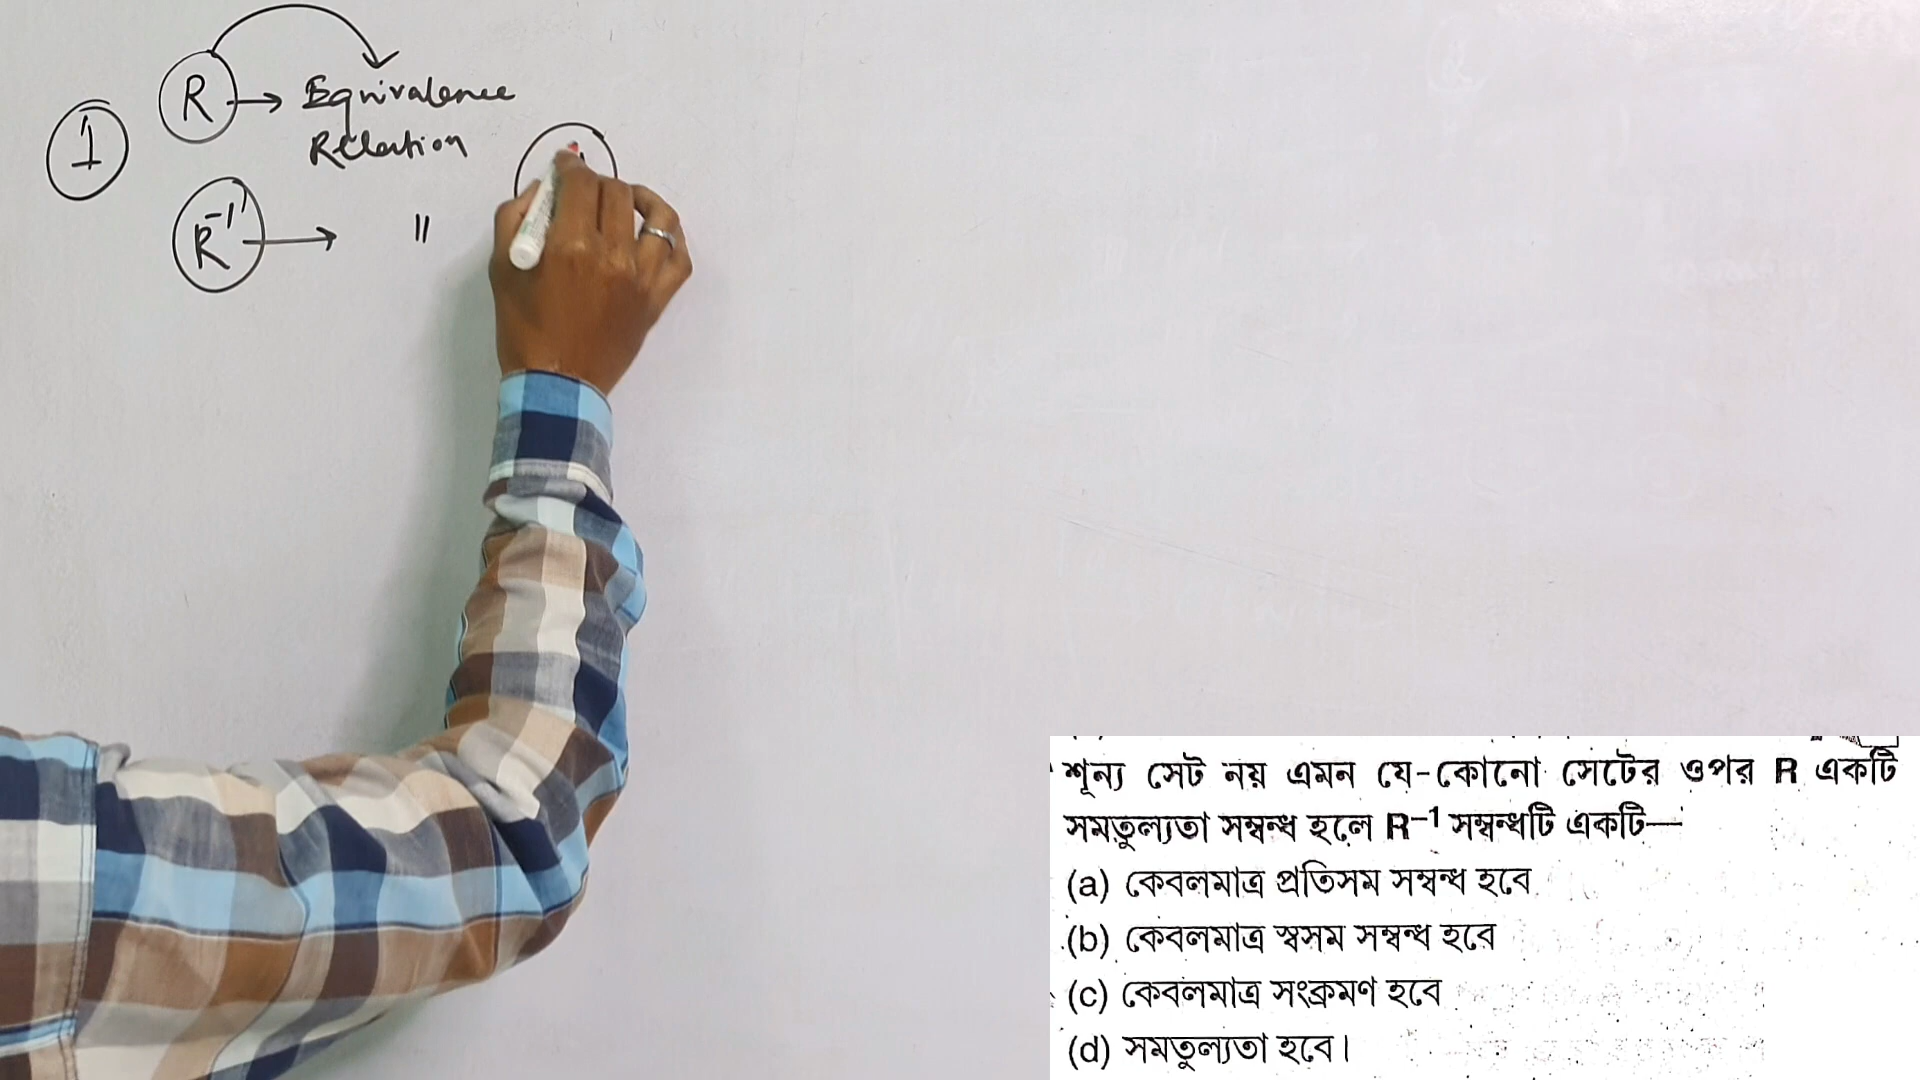 1
R → Equivalence
Relation
R⁻¹ → "
শূন্য সেট নয় এমন যে-কোনো সেটের ওপর R একটি
সমতুল্যতা সম্বন্ধ হলে R⁻¹ সম্বন্ধটি একটি—
(a) কেবলমাত্র প্রতিসম সম্বন্ধ হবে
(b) কেবলমাত্র স্বসম সম্বন্ধ হবে
(c) কেবলমাত্র সংক্রমণ হবে
(d) সমতুল্যতা হবে।